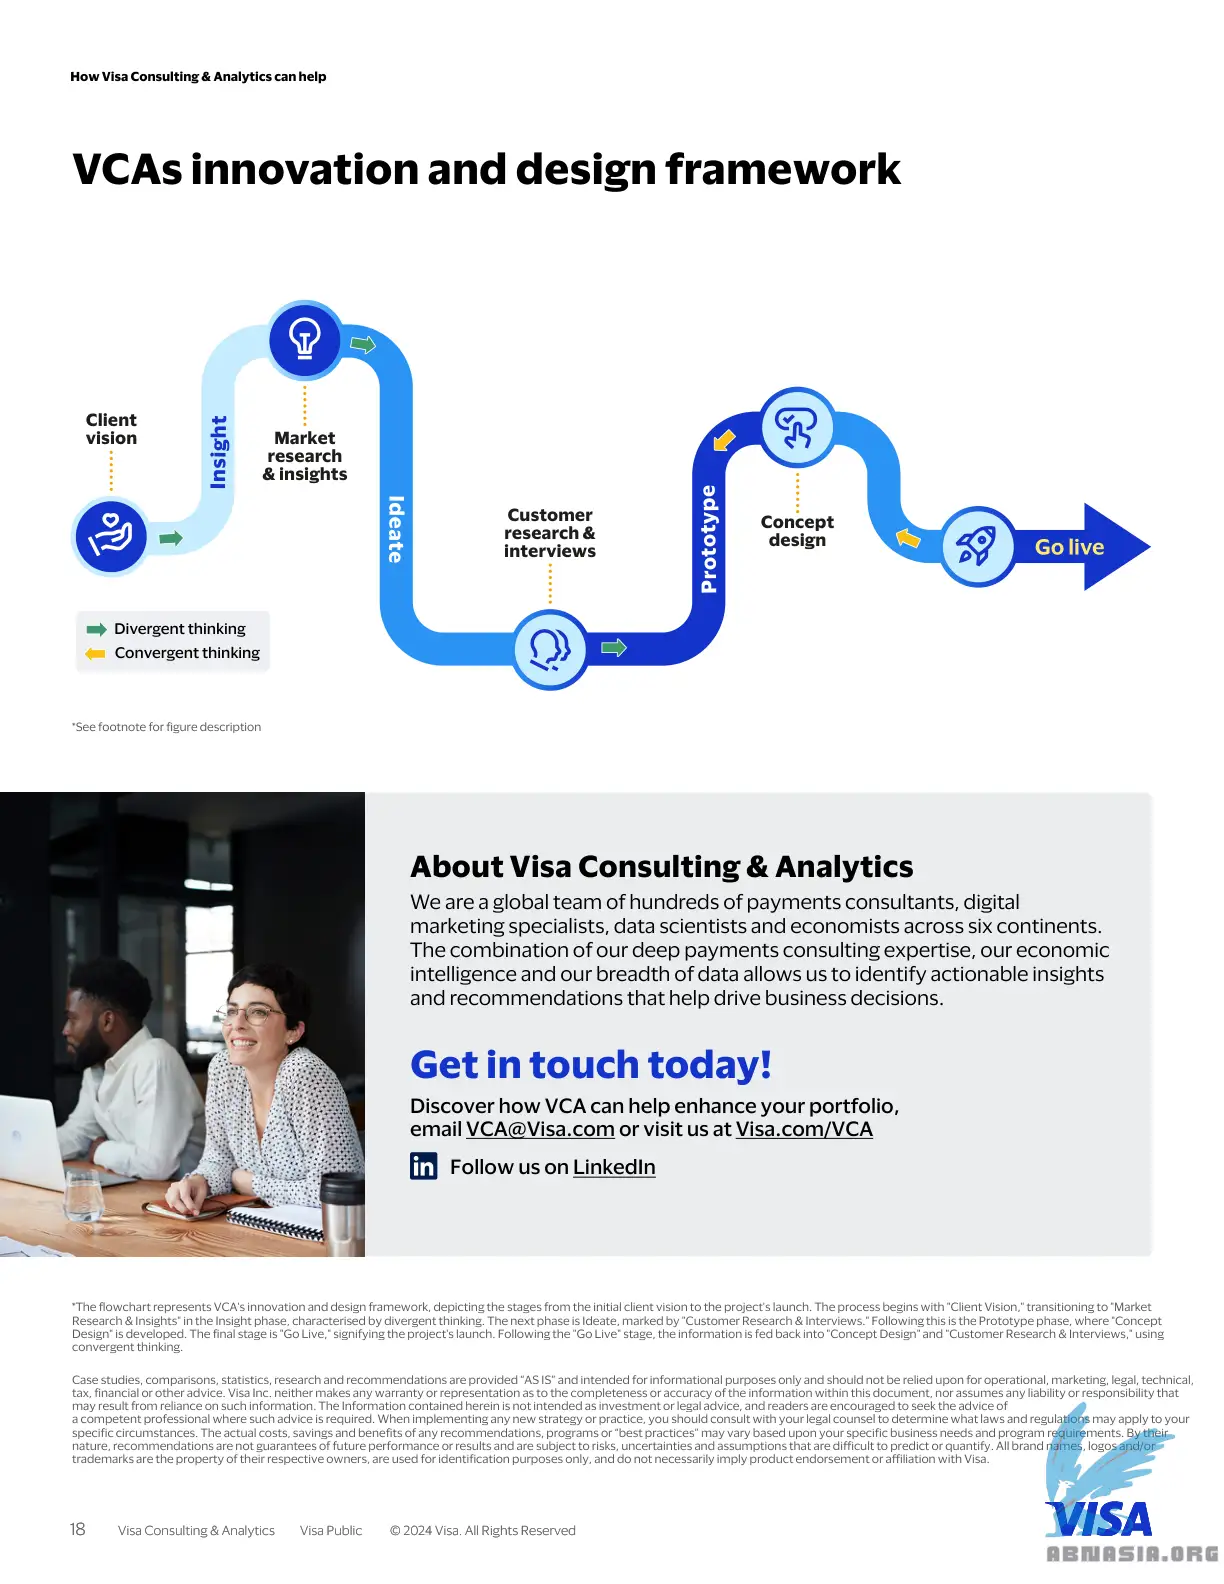 How Visa Consulting & Analytics can help
VCAs innovation and design framework
Client
vision
Insight
Market
research
& insights
Ideate
Customer
research &
interviews
Prototype
Concept
design
Go live
Divergent thinking
Convergent thinking
*See footnote for figure description
About Visa Consulting & Analytics
We are a global team of hundreds of payments consultants, digital
marketing specialists, data scientists and economists across six continents.
The combination of our deep payments consulting expertise, our economic
intelligence and our breadth of data allows us to identify actionable insights
and recommendations that help drive business decisions.
Get in touch today!
Discover how VCA can help enhance your portfolio,
email VCA@Visa.com or visit us at Visa.com/VCA
in Follow us on LinkedIn
*The flowchart represents VCA's innovation and design framework, depicting the stages from the initial client vision to the project's launch. The process begins with "Client Vision," transitioning to "Market
Research & Insights" in the Insight phase, characterised by divergent thinking. The next phase is Ideate, marked by "Customer Research & Interviews." Following this is the Prototype phase, where "Concept
Design" is developed. The final stage is "Go Live," signifying the project's launch. Following the "Go Live" stage, the information is fed back into "Concept Design" and "Customer Research & Interviews," using
convergent thinking.
Case studies, comparisons, statistics, research and recommendations are provided "AS IS" and intended for informational purposes only and should not be relied upon for operational, marketing, legal, technical,
tax, financial or other advice. Visa Inc. neither makes any warranty or representation as to the completeness or accuracy of the information within this document, nor assumes any liability or responsibility that
may result from reliance on such information. The Information contained herein is not intended as investment or legal advice, and readers are encouraged to seek the advice of
a competent professional where such advice is required. When implementing any new strategy or practice, you should consult with your legal counsel to determine what laws and regulations may apply to your
specific circumstances. The actual costs, savings and benefits of any recommendations, programs or "best practices" may vary based upon your specific business needs and program requirements. By their
nature, recommendations are not guarantees of future performance or results and are subject to risks, uncertainties and assumptions that are difficult to predict or quantify. All brand names, logos and/or
trademarks are the property of their respective owners, are used for identification purposes only, and do not necessarily imply product endorsement or affiliation with Visa.
18 Visa Consulting & Analytics Visa Public © 2024 Visa. All Rights Reserved
VISA
ABNASIA.ORG